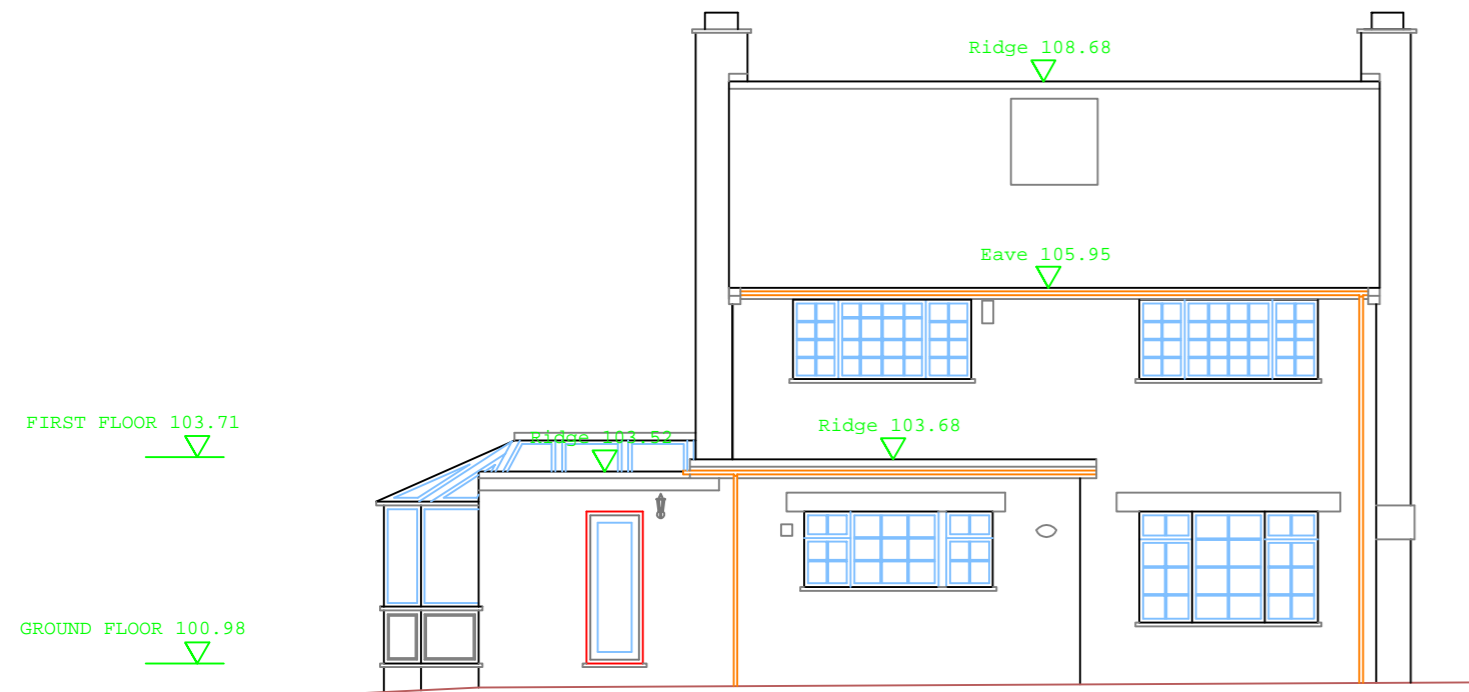 Ridge 108.68
Eave 105.95
FIRST FLOOR 103.71
Ridge 103.52
Ridge 103.68
GROUND FLOOR 100.98